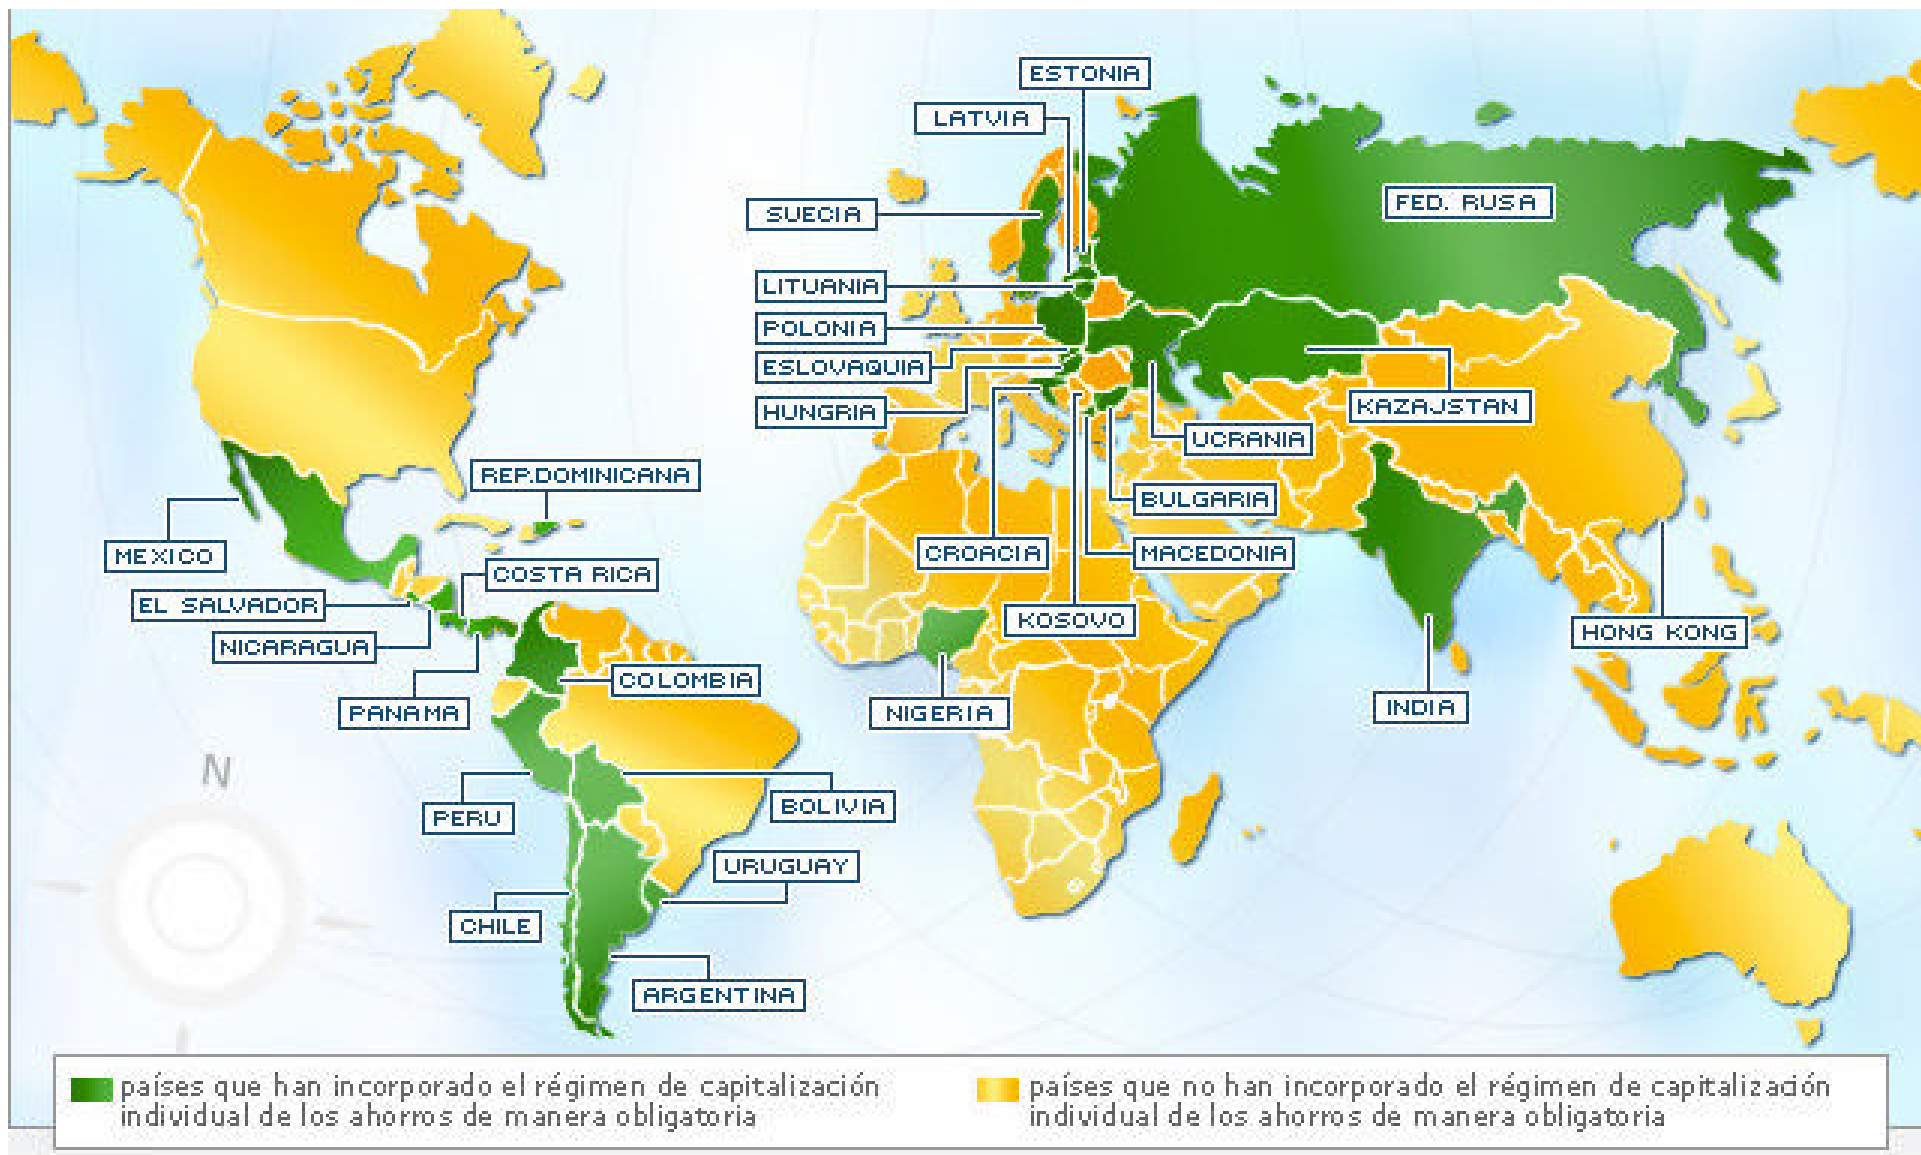 ESTONIA
LATVIA
FED. RUSA
SUECIA
LITUANIA
POLONIA
ESLOVAQUIA
HUNGRIA
KAZAJSTAN
UCRANIA
REP.DOMINICANA
BULGARIA
MEXICO
CROACIA
MACEDONIA
COSTA RICA
EL SALVADOR
KOSOVO
NICARAGUA
HONG KONG
COLOMBIA
PANAMA
NIGERIA
INDIA
N
PERU
BOLIVIA
URUGUAY
CHILE
ARGENTINA
países que han incorporado el régimen de capitalización
individual de los ahorros de manera obligatoria
países que no han incorporado el régimen de capitalización
individual de los ahorros de manera obligatoria